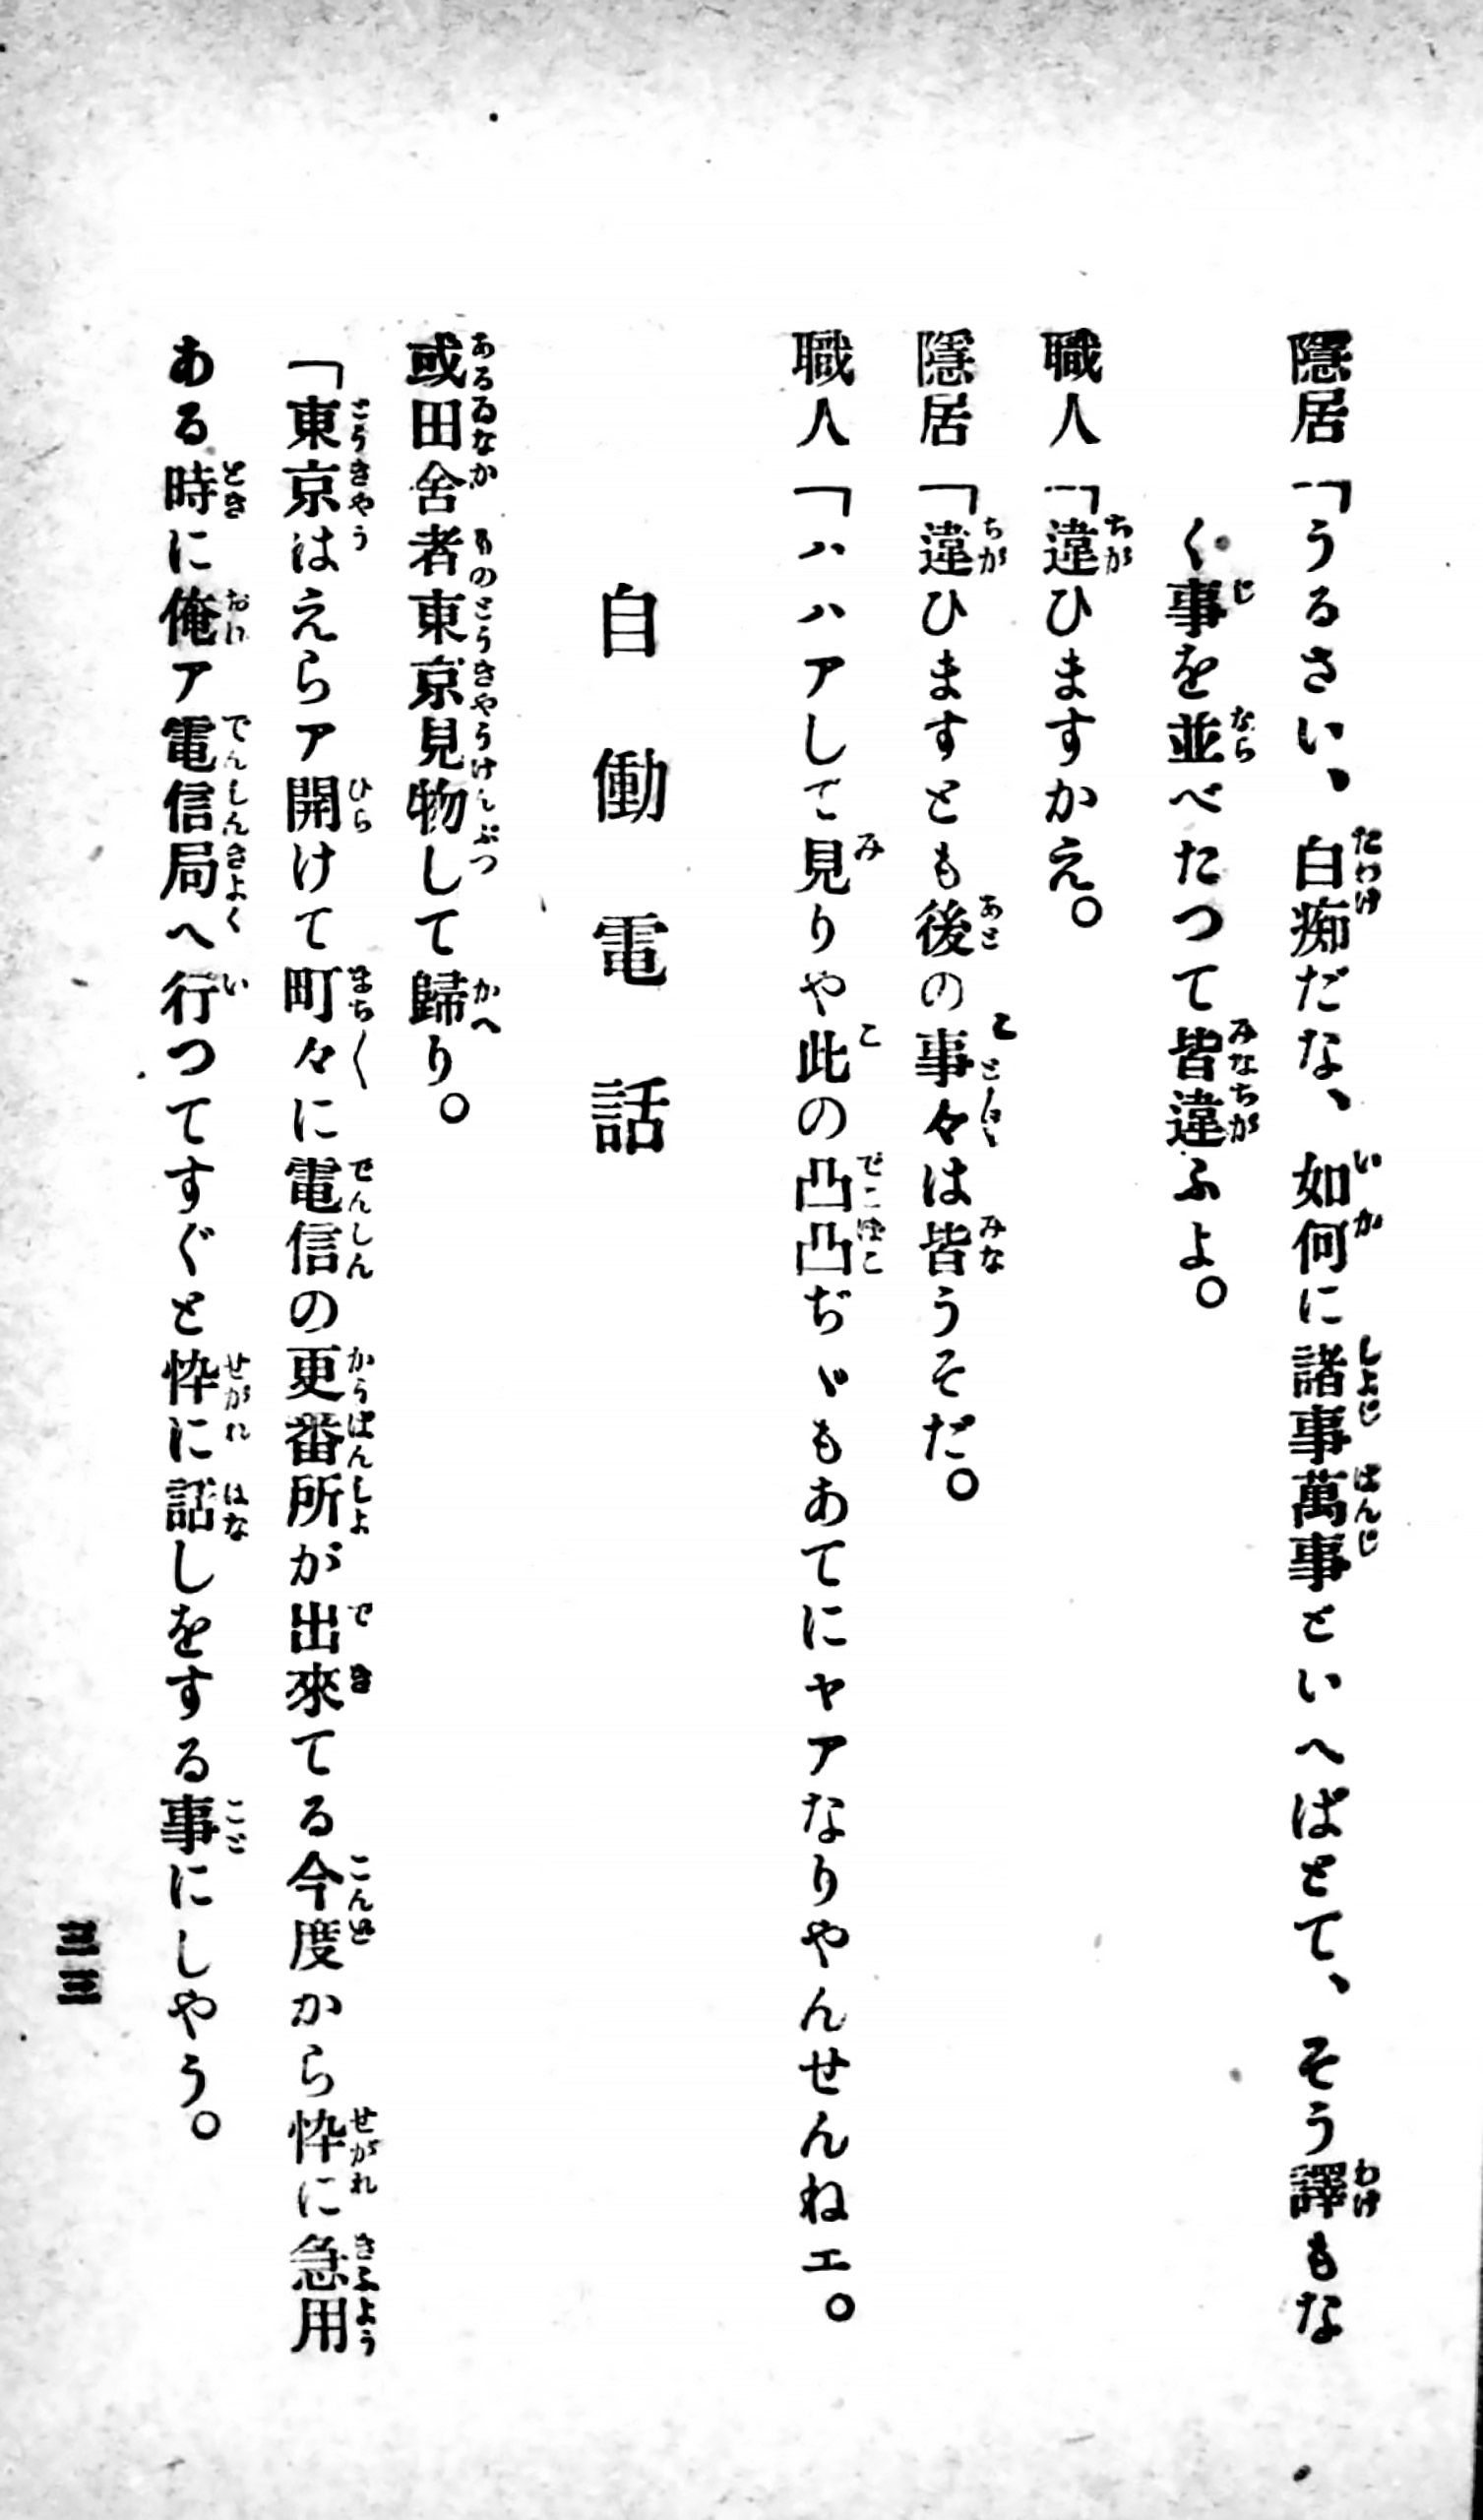 隱居「うるさい、白痴だな、如何に諸事萬事といへばとて、そう譯もな
く事を並べたつて皆違ふよ。
職人「違ひますかえ。
隱居「違ひますとも後の事々は皆うそだ。
職人「ハハアして見りや此の凸凸ぢゞもあてにャアなりやんせんねエ。
自働電話
或田舍者東京見物して歸り。
「東京はえらア開けて町々に電信の更番所が出來てる今度から忰に急用
ある時に俺ア電信局へ行つてすぐと忰に話しをする事にしやう。
三三